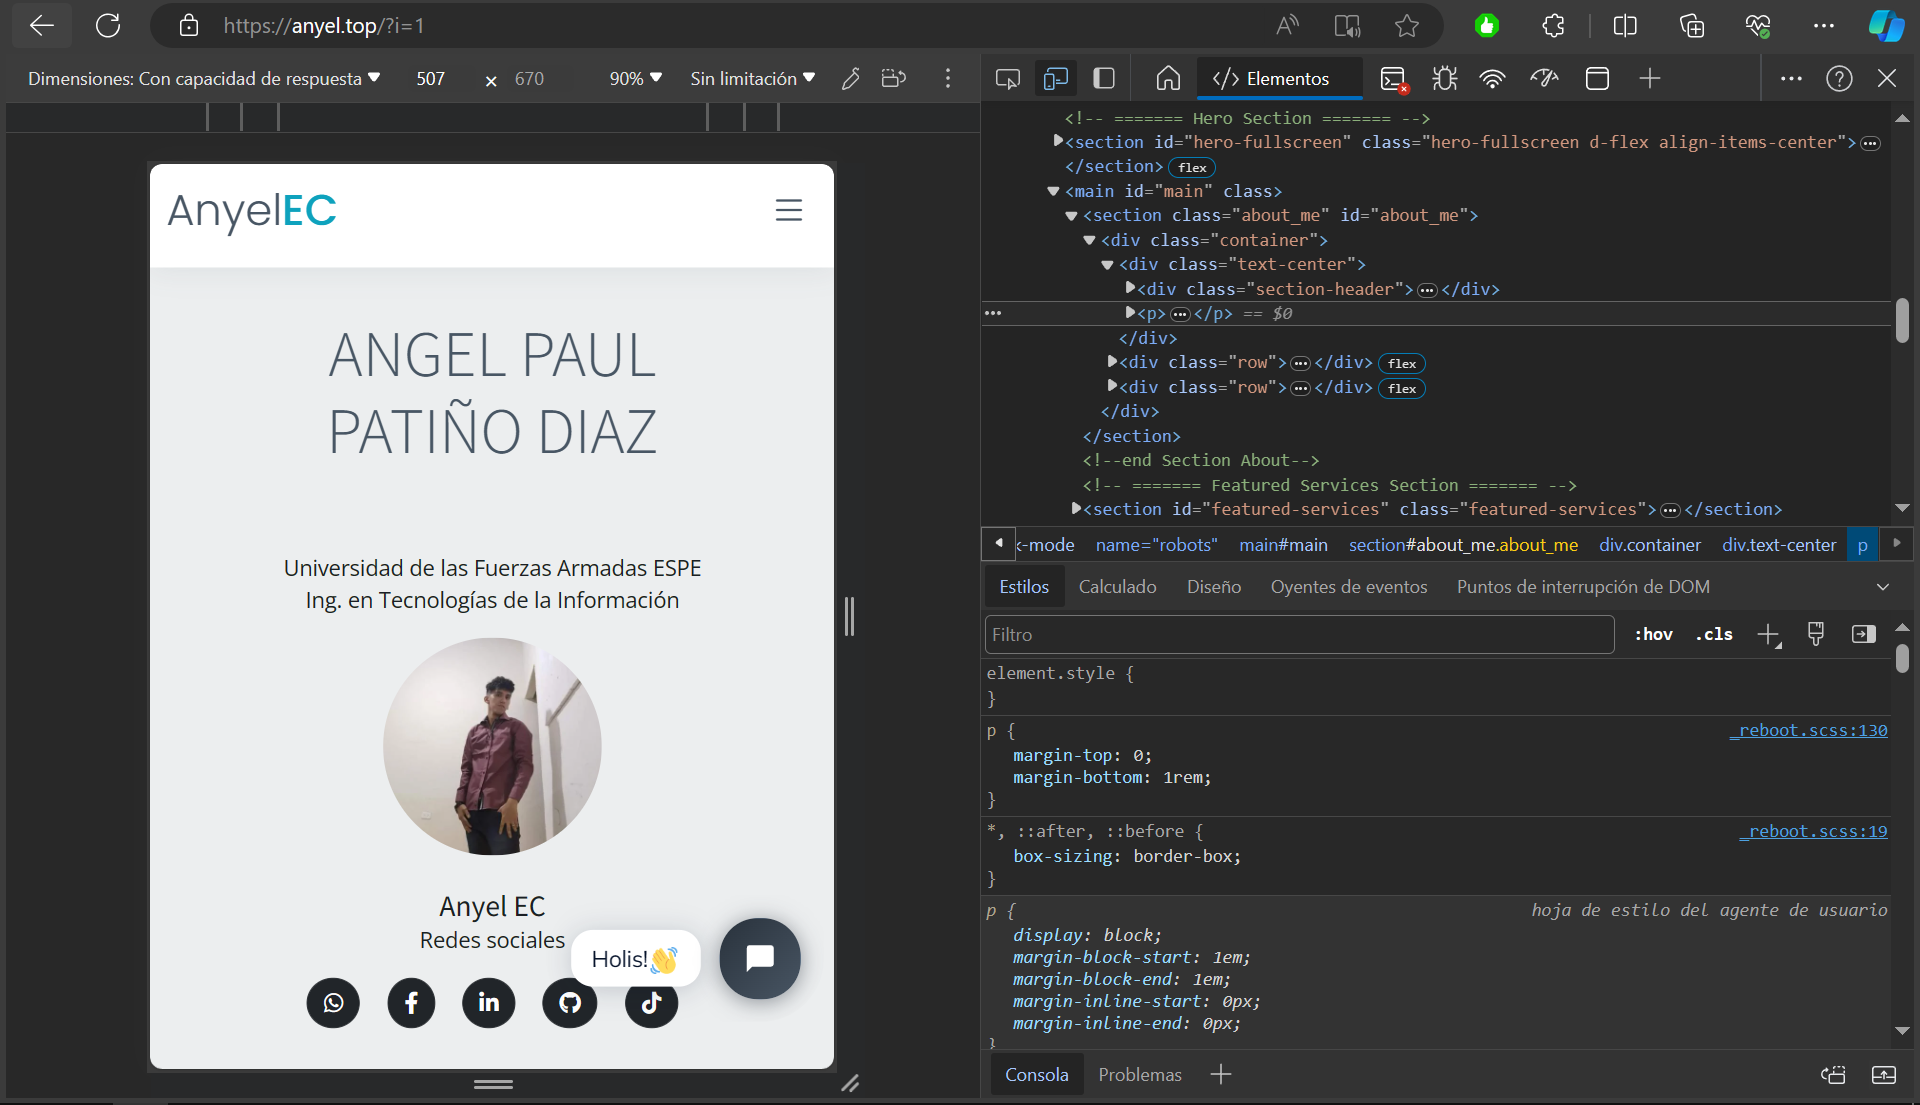 https://anyel.top/?i=1
Dimensiones: Con capacidad de respuesta 507 × 670 90% Sin limitación
AnyelEC
ANGEL PAUL
PATIÑO DIAZ
Universidad de las Fuerzas Armadas ESPE
Ing. en Tecnologías de la Información
Anyel EC
Redes sociales
Holis!👋
</> Elementos
<!-- ======= Hero Section ======= -->
<section id="hero-fullscreen" class="hero-fullscreen d-flex align-items-center">…
</section> flex
<main id="main" class>
<section class="about_me" id="about_me">
<div class="container">
<div class="text-center">
<div class="section-header">…</div>
<p>…</p> == $0
</div>
<div class="row">…</div> flex
<div class="row">…</div> flex
</div>
</section>
<!--end Section About-->
<!-- ======= Featured Services Section ======= -->
<section id="featured-services" class="featured-services">…</section>
k-mode name="robots" main#main section#about_me.about_me div.container div.text-center p
Estilos Calculado Diseño Oyentes de eventos Puntos de interrupción de DOM
Filtro :hov .cls
element.style {
}
p { _reboot.scss:130
margin-top: 0;
margin-bottom: 1rem;
}
*, ::after, ::before { _reboot.scss:19
box-sizing: border-box;
}
p { hoja de estilo del agente de usuario
display: block;
margin-block-start: 1em;
margin-block-end: 1em;
margin-inline-start: 0px;
margin-inline-end: 0px;
}
Consola Problemas